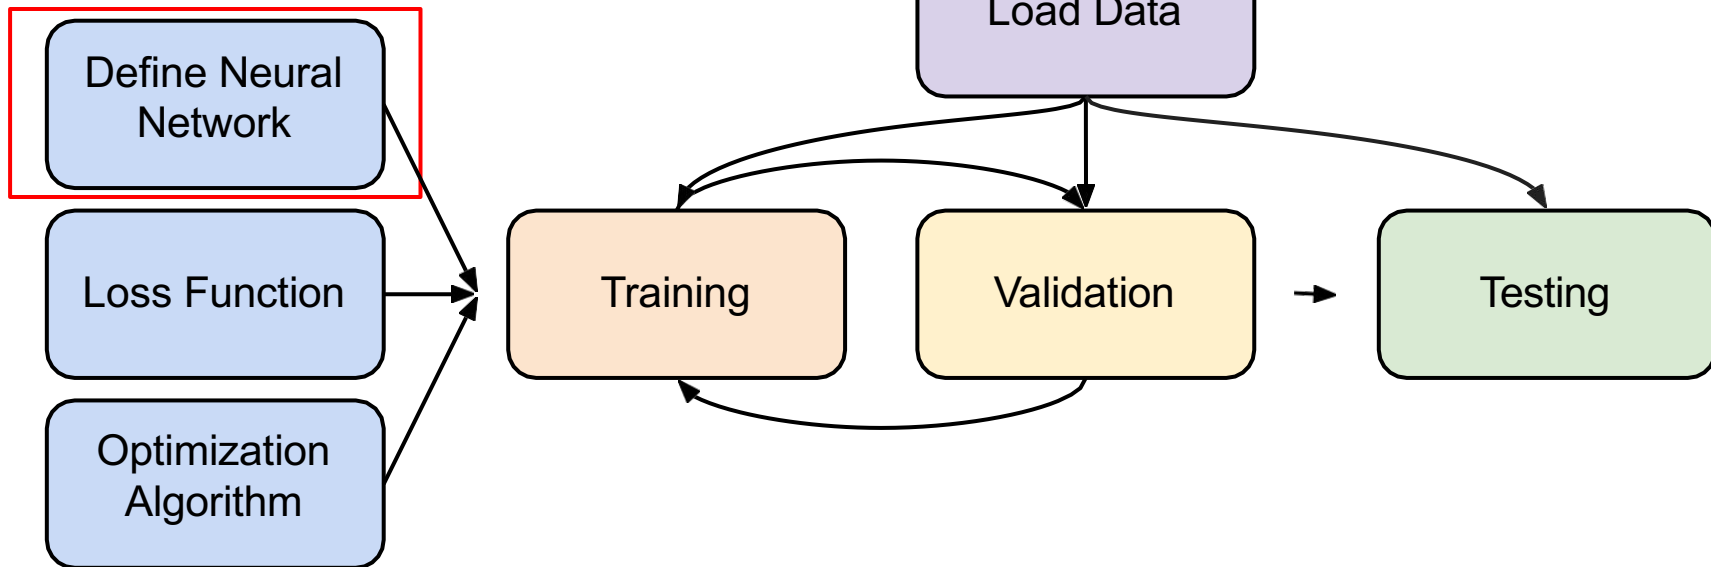 Load Data
Define Neural
Network
Loss Function
Training
Validation
Testing
Optimization
Algorithm